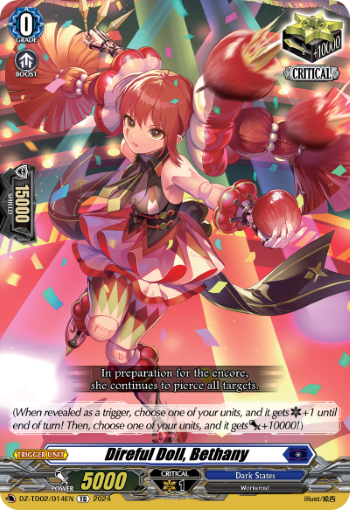 0
GRADE
BOOST
+10000
CRITICAL
15000
SHIELD
In preparation for the encore,
she continues to pierce all targets.
(When revealed as a trigger, choose one of your units, and it gets +1 until
end of turn! Then, choose one of your units, and it gets +10000!)
TRIGGER UNIT
Direful Doll, Bethany
POWER 5000
CRITICAL
1
Dark States
Workeroid
DZ-TD02/014EN TD 2024
illust/絵西